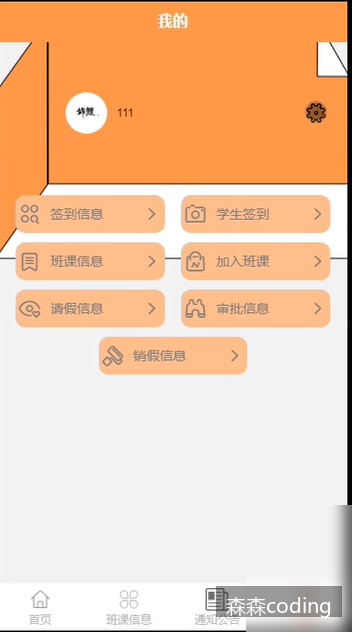 我的
锦鲤.
111
签到信息
学生签到
班课信息
加入班课
请假信息
审批信息
销假信息
首页
班课信息
通知公告
森森coding